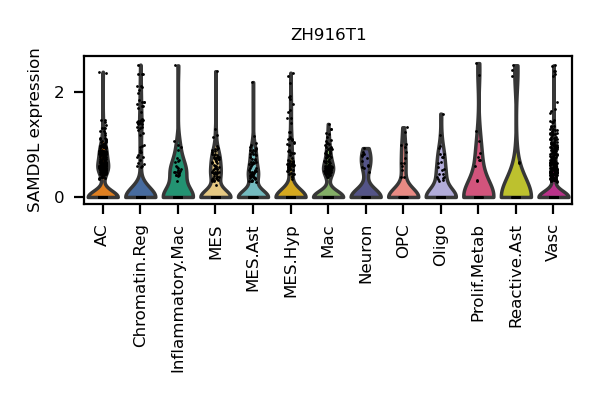 ZH916T1
SAMD9L expression
2
0
AC
Chromatin.Reg
Inflammatory.Mac
MES
MES.Ast
MES.Hyp
Mac
Neuron
OPC
Oligo
Prolif.Metab
Reactive.Ast
Vasc